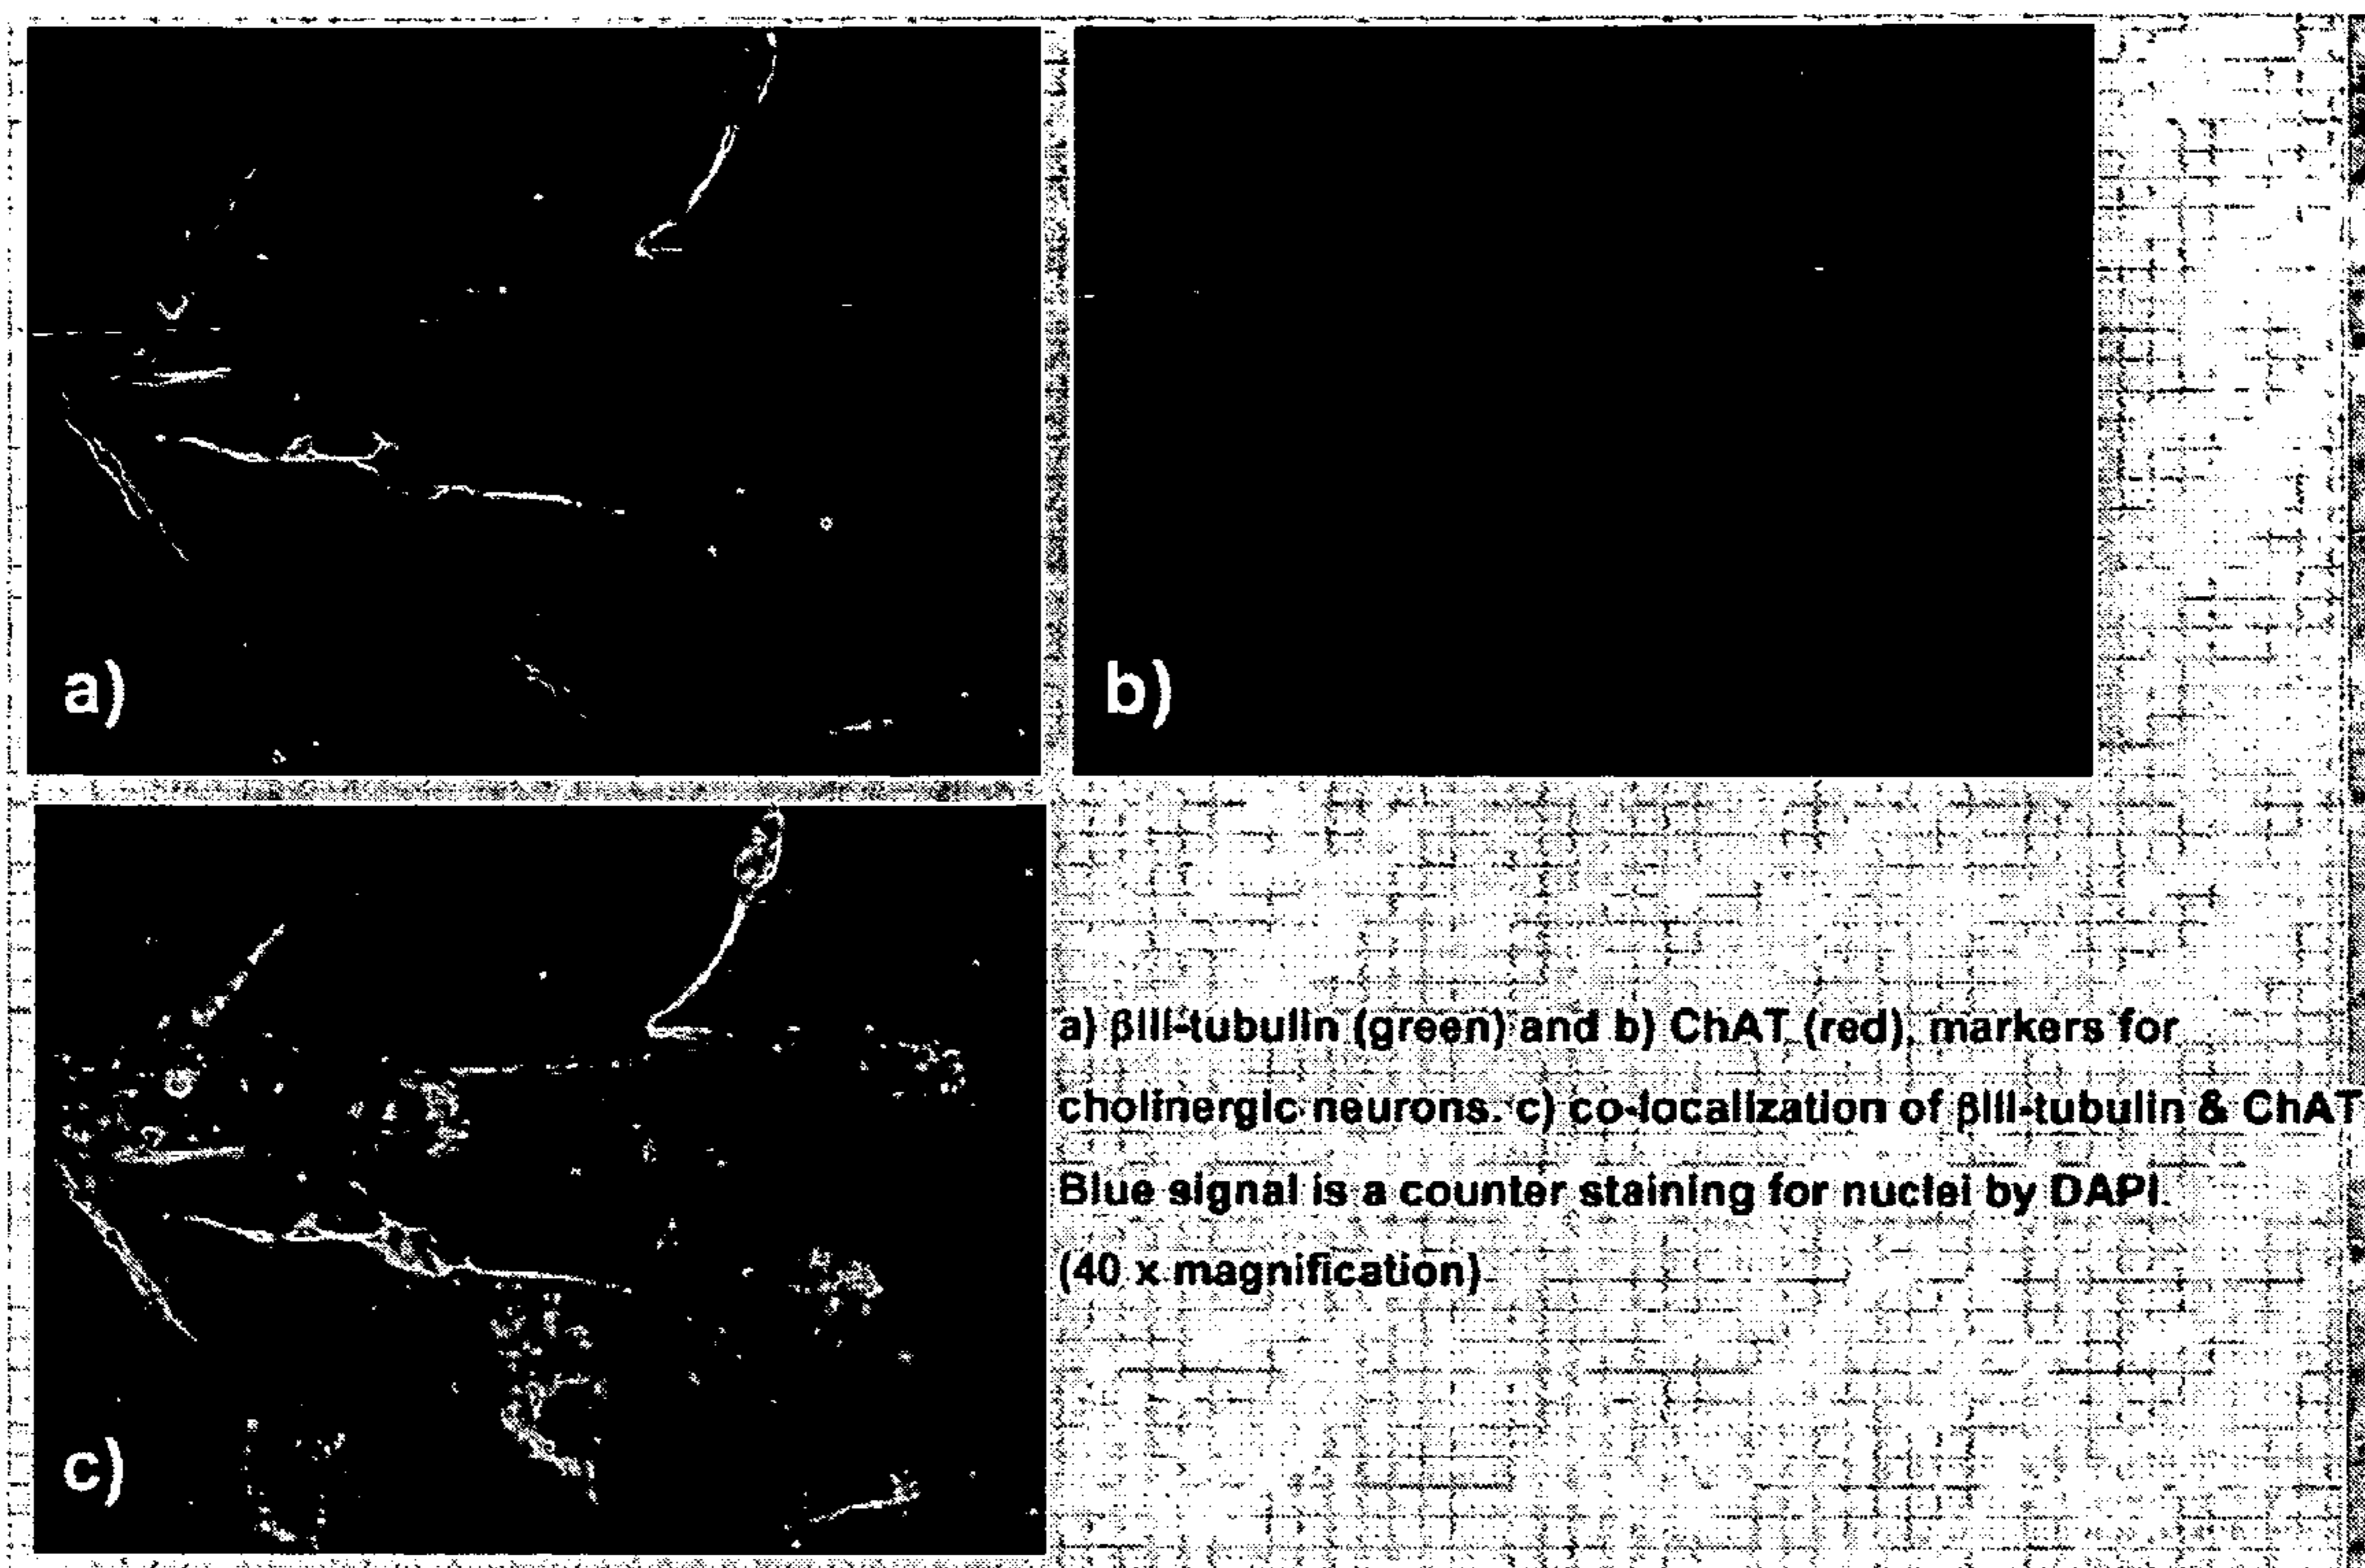 a)
b)
c)
a) βIII-tubulin (green) and b) ChAT (red), markers for
cholinergic neurons. c) co-localization of βIII-tubulin & ChAT
Blue signal is a counter staining for nuclei by DAPI.
(40 x magnification)